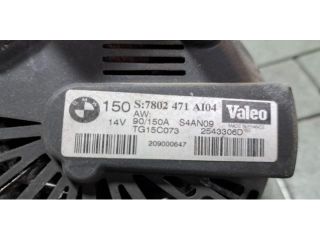 150 S:7802 471 AI04
AW:
14V 90/150A S4AN09
TG15C073 2543306D
209000647
Valeo